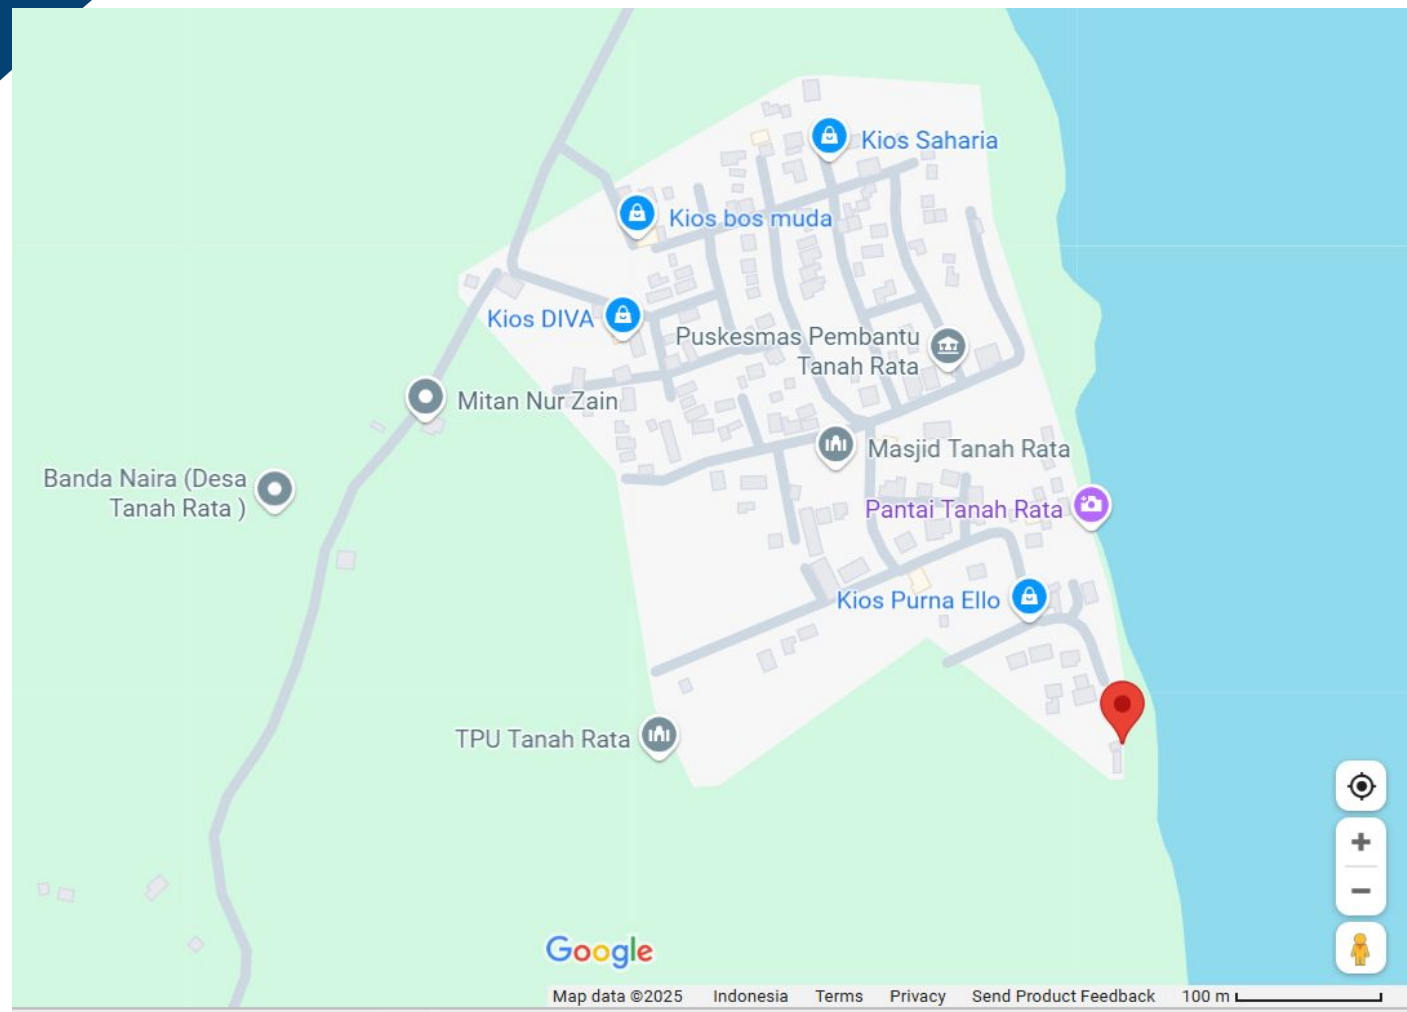 Kios Saharia
Kios bos muda
Kios DIVA
Puskesmas Pembantu
Tanah Rata
Mitan Nur Zain
Masjid Tanah Rata
Banda Naira (Desa
Tanah Rata )
Pantai Tanah Rata
Kios Purna Ello
TPU Tanah Rata
Google
Map data ©2025 Indonesia Terms Privacy Send Product Feedback 100 m